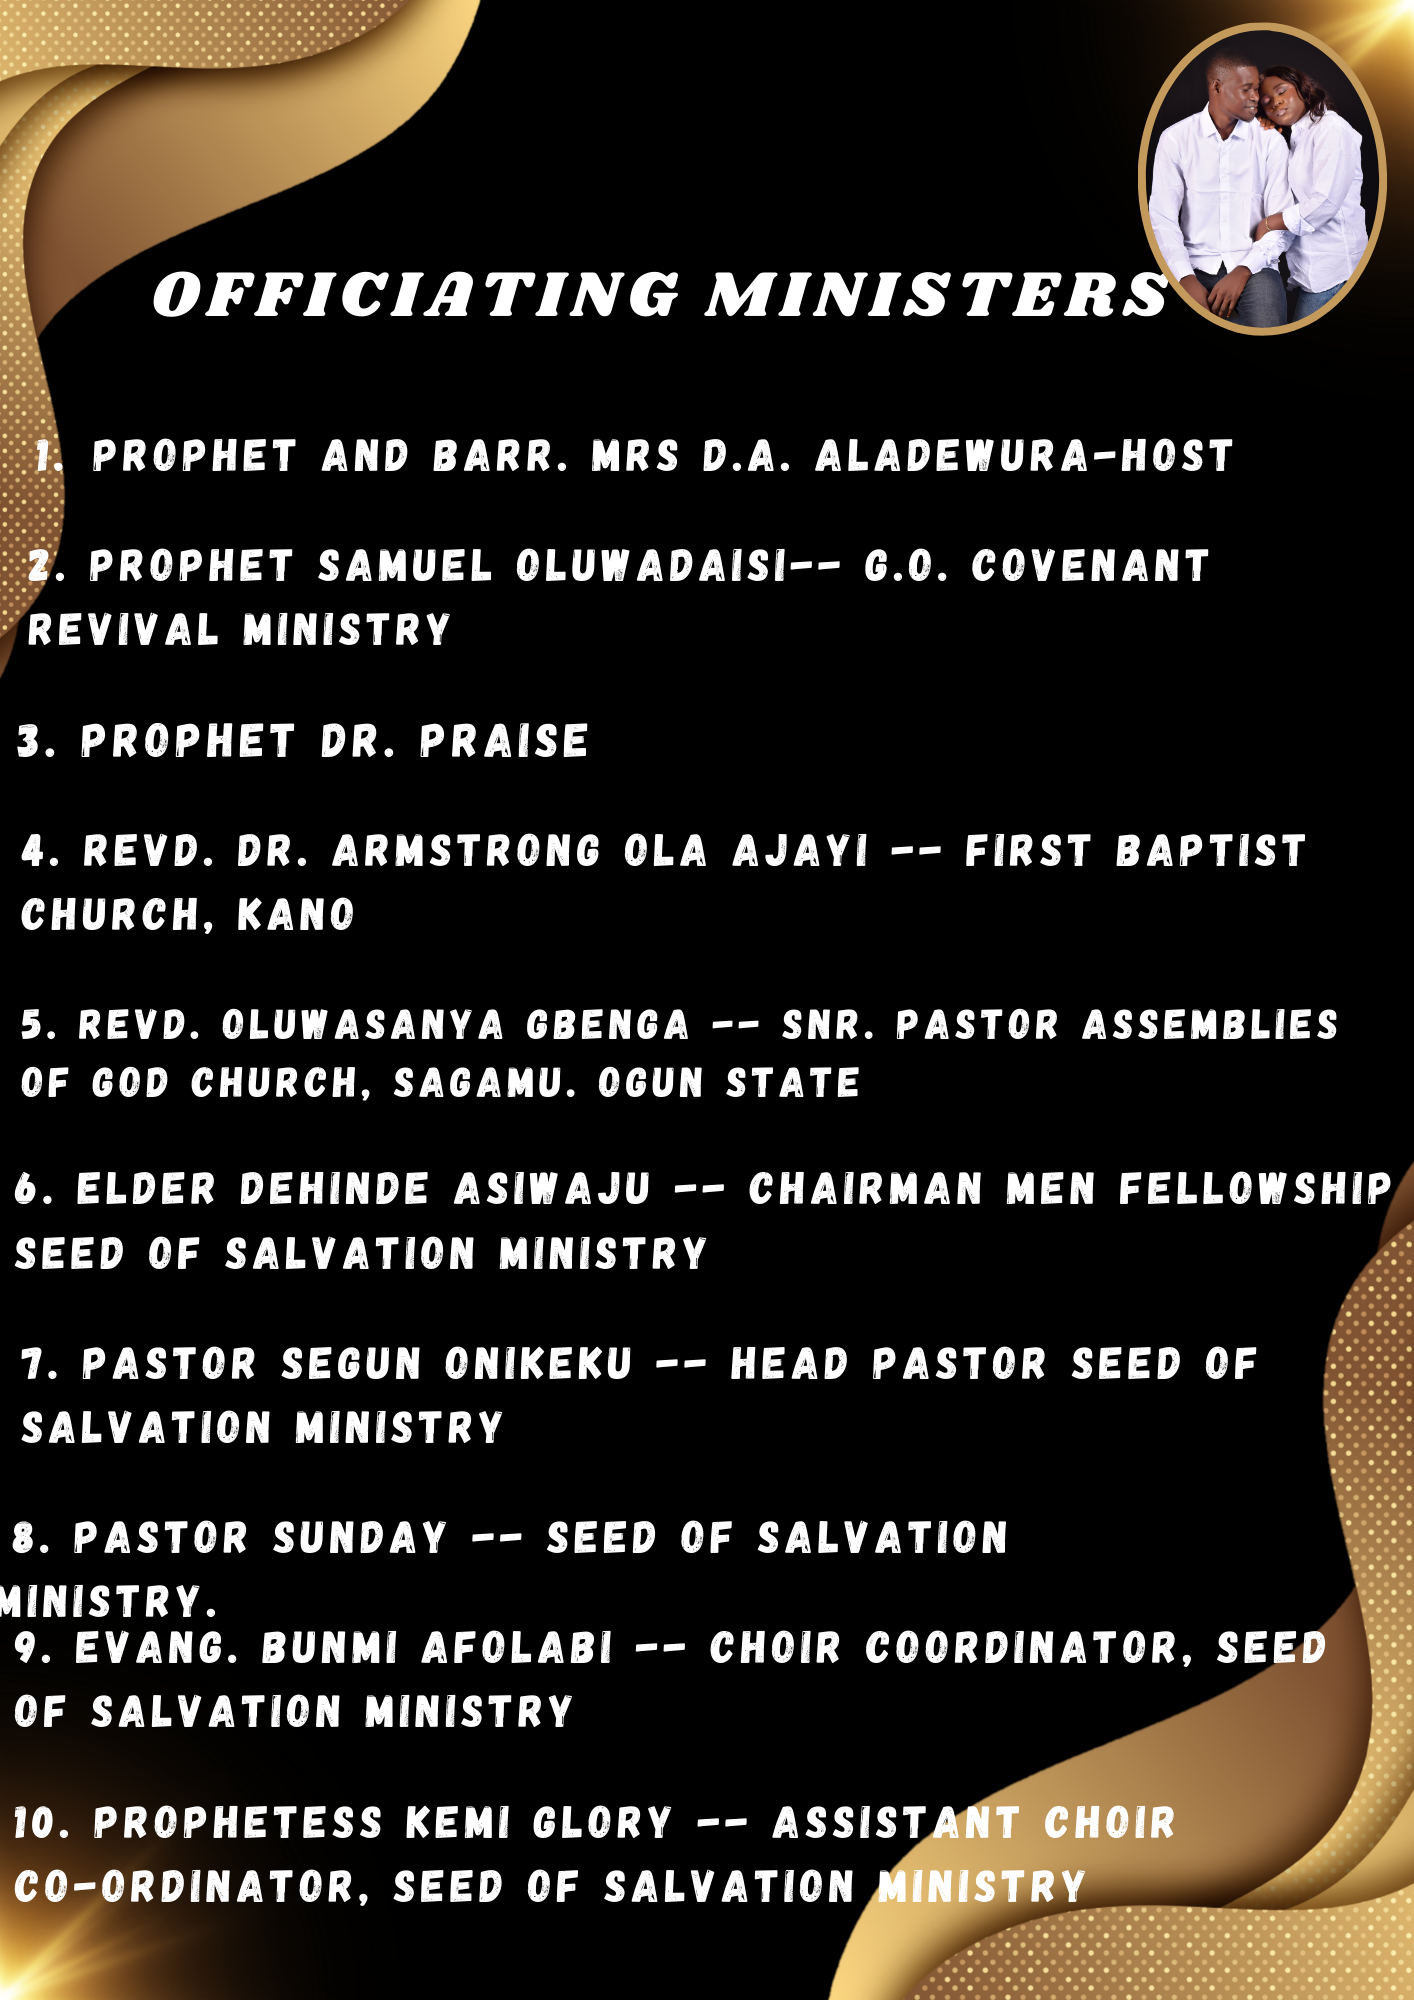 OFFICIATING MINISTERS
1. PROPHET AND BARR. MRS D.A. ALADEWURA-HOST
2. PROPHET SAMUEL OLUWADAISI-- G.O. COVENANT
REVIVAL MINISTRY
3. PROPHET DR. PRAISE
4. REVD. DR. ARMSTRONG OLA AJAYI -- FIRST BAPTIST
CHURCH, KANO
5. REVD. OLUWASANYA GBENGA -- SNR. PASTOR ASSEMBLIES
OF GOD CHURCH, SAGAMU. OGUN STATE
6. ELDER DEHINDE ASIWAJU -- CHAIRMAN MEN FELLOWSHIP
SEED OF SALVATION MINISTRY
7. PASTOR SEGUN ONIKEKU -- HEAD PASTOR SEED OF
SALVATION MINISTRY
8. PASTOR SUNDAY -- SEED OF SALVATION
MINISTRY.
9. EVANG. BUNMI AFOLABI -- CHOIR COORDINATOR, SEED
OF SALVATION MINISTRY
10. PROPHETESS KEMI GLORY -- ASSISTANT CHOIR
CO-ORDINATOR, SEED OF SALVATION MINISTRY